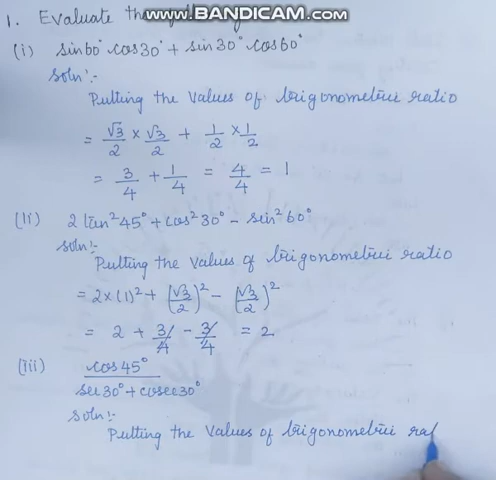 WWW.BANDICAM.COM
1. Evaluate the
(i) sin60° cos30° + sin30° cos60°
Soln:-
Putting the values of trigonometric ratio
= √3/2 × √3/2 + 1/2 × 1/2
= 3/4 + 1/4 = 4/4 = 1
(ii) 2 tan²45° + cos²30° - sin²60°
Soln:-
Putting the values of trigonometric ratio
= 2×(1)² + (√3/2)² - (√3/2)²
= 2 + 3/4 - 3/4 = 2
(iii) cos45° / sec30° + cosec30°
Soln:-
Putting the values of trigonometric rat